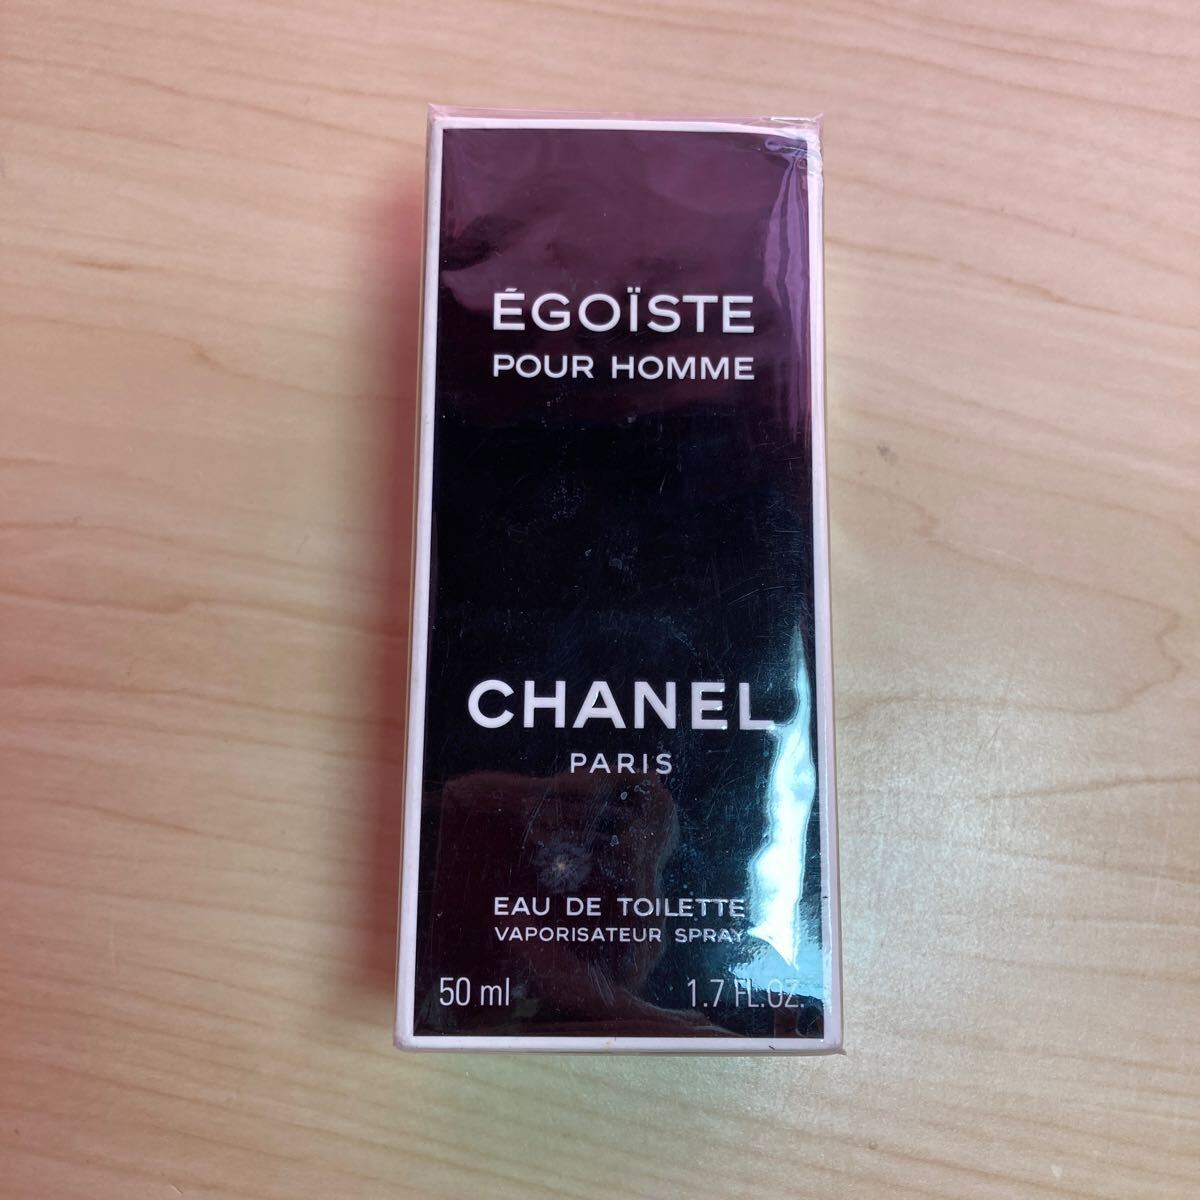 ÉGOÏSTE
POUR HOMME
CHANEL
PARIS
EAU DE TOILETTE
VAPORISATEUR SPRAY
50 ml 1.7 FL.OZ.